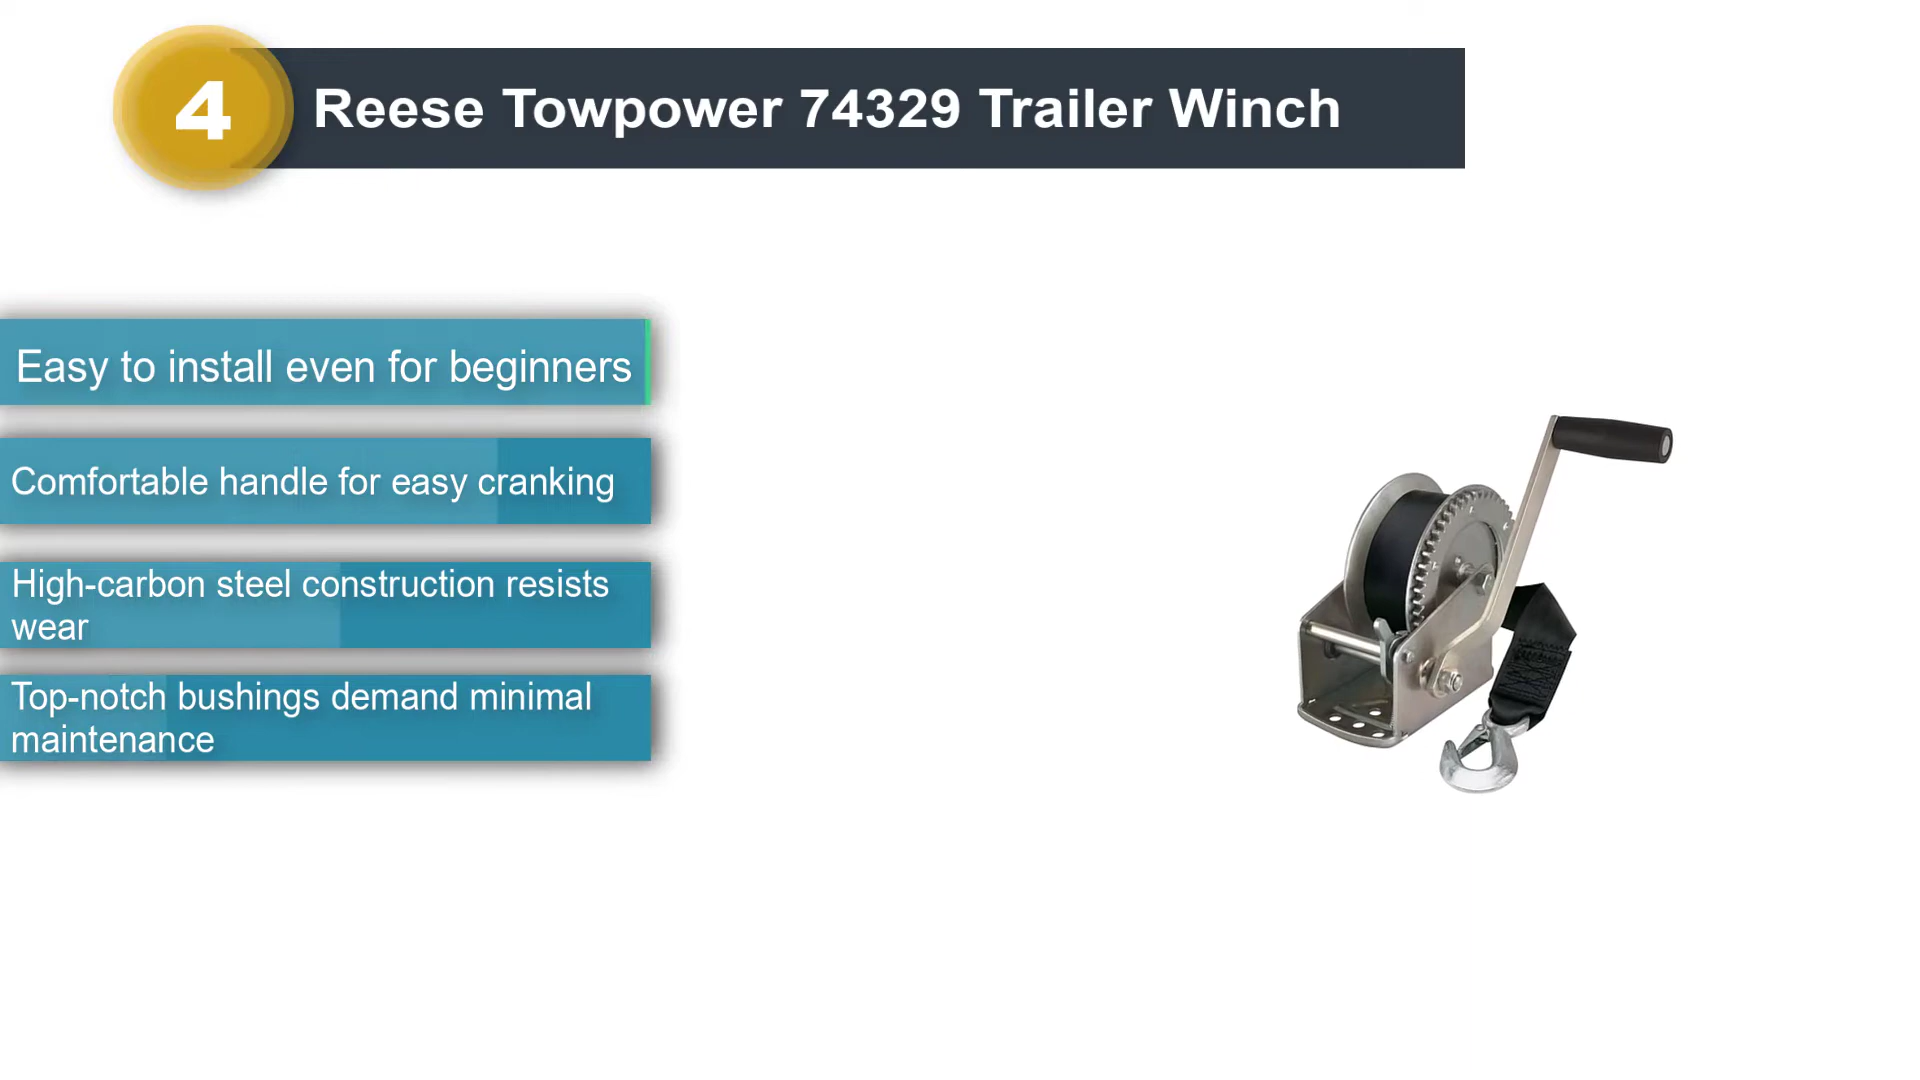 4
Reese Towpower 74329 Trailer Winch
Easy to install even for beginners
Comfortable handle for easy cranking
High-carbon steel construction resists
wear
Top-notch bushings demand minimal
maintenance